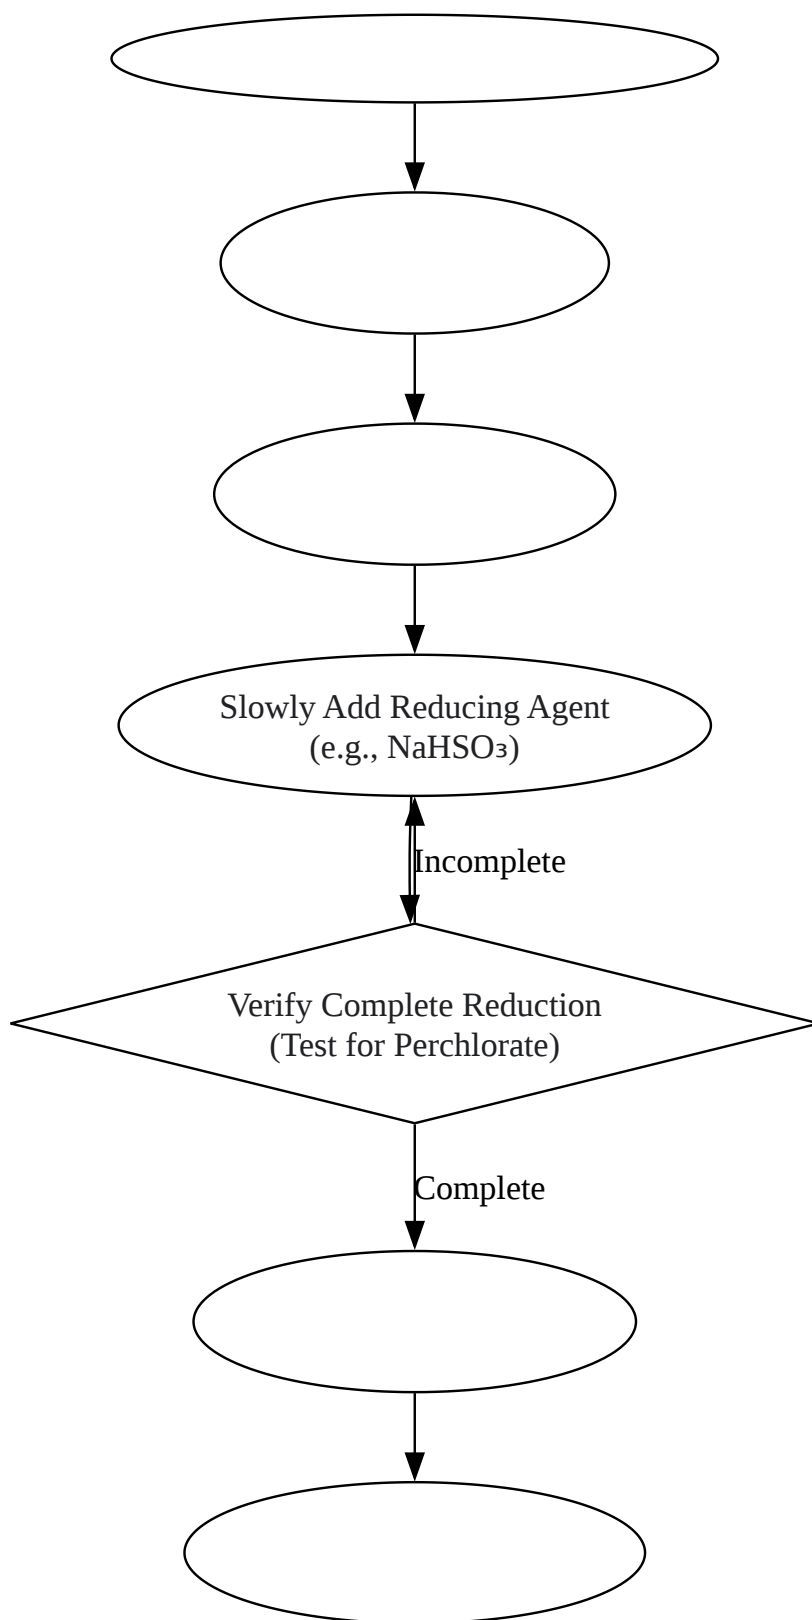 Slowly Add Reducing Agent
(e.g., NaHSO₃)
Incomplete
Verify Complete Reduction
(Test for Perchlorate)
Complete